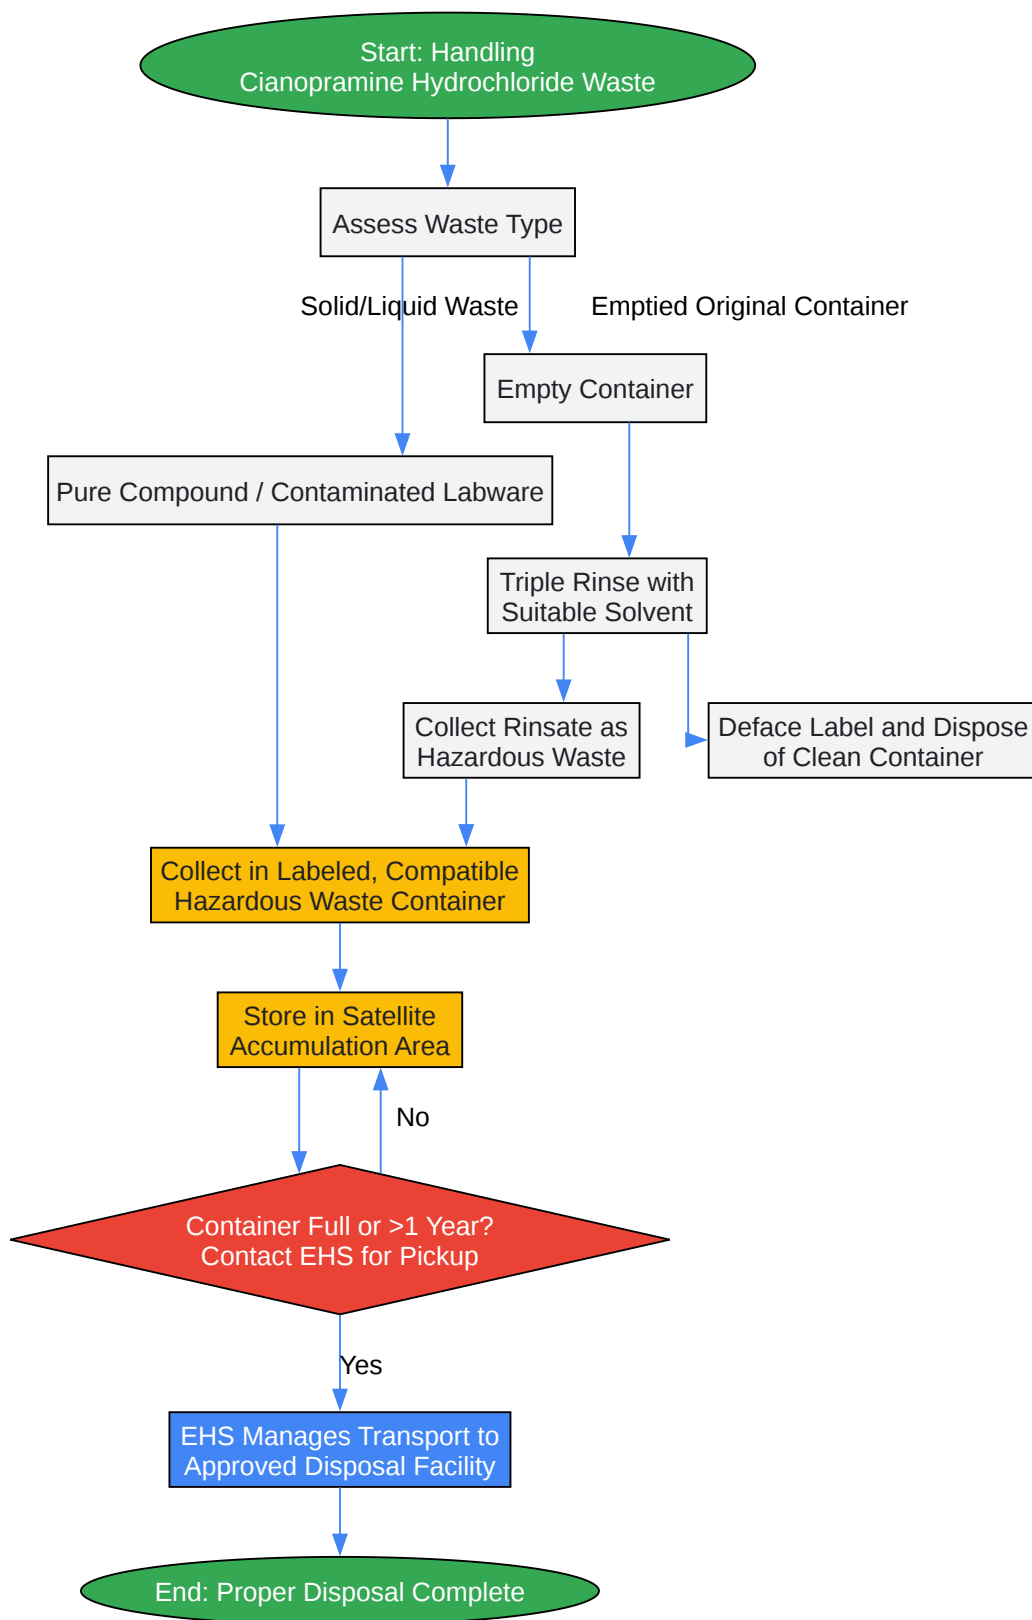 Start: Handling
Cianopramine Hydrochloride Waste
Assess Waste Type
Solid/Liquid Waste
Emptied Original Container
Empty Container
Pure Compound / Contaminated Labware
Triple Rinse with
Suitable Solvent
Collect Rinsate as
Hazardous Waste
Deface Label and Dispose
of Clean Container
Collect in Labeled, Compatible
Hazardous Waste Container
Store in Satellite
Accumulation Area
No
Container Full or >1 Year?
Contact EHS for Pickup
Yes
EHS Manages Transport to
Approved Disposal Facility
End: Proper Disposal Complete